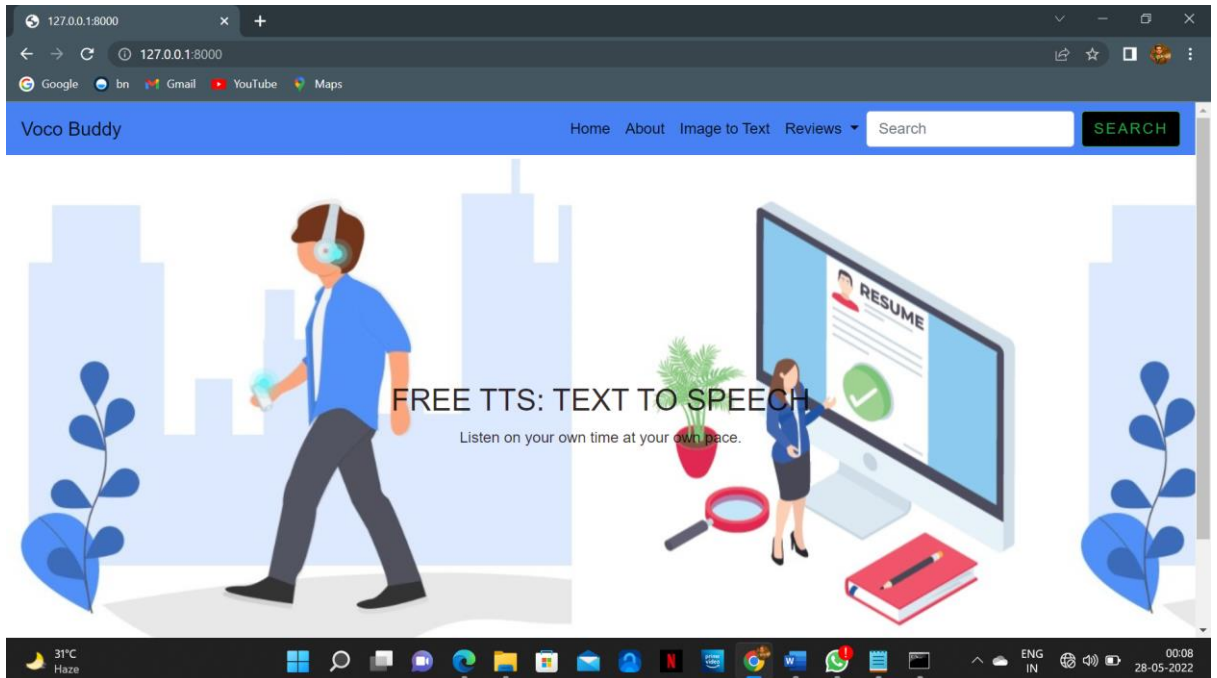 127.0.0.1:8000
127.0.0.1:8000
Google bn Gmail YouTube Maps
Voco Buddy Home About Image to Text Reviews Search SEARCH
RESUME
FREE TTS: TEXT TO SPEECH
Listen on your own time at your own pace.
31°C
Haze
prime video
W
ENG
IN
00:08
28-05-2022